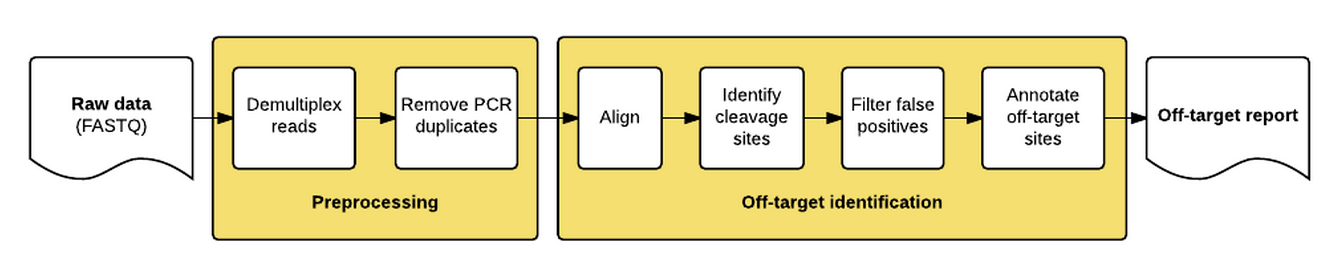 Raw data
(FASTQ)
Demultiplex
reads
Remove PCR
duplicates
Preprocessing
Align
Identify
cleavage
sites
Filter false
positives
Annotate
off-target
sites
Off-target identification
Off-target report